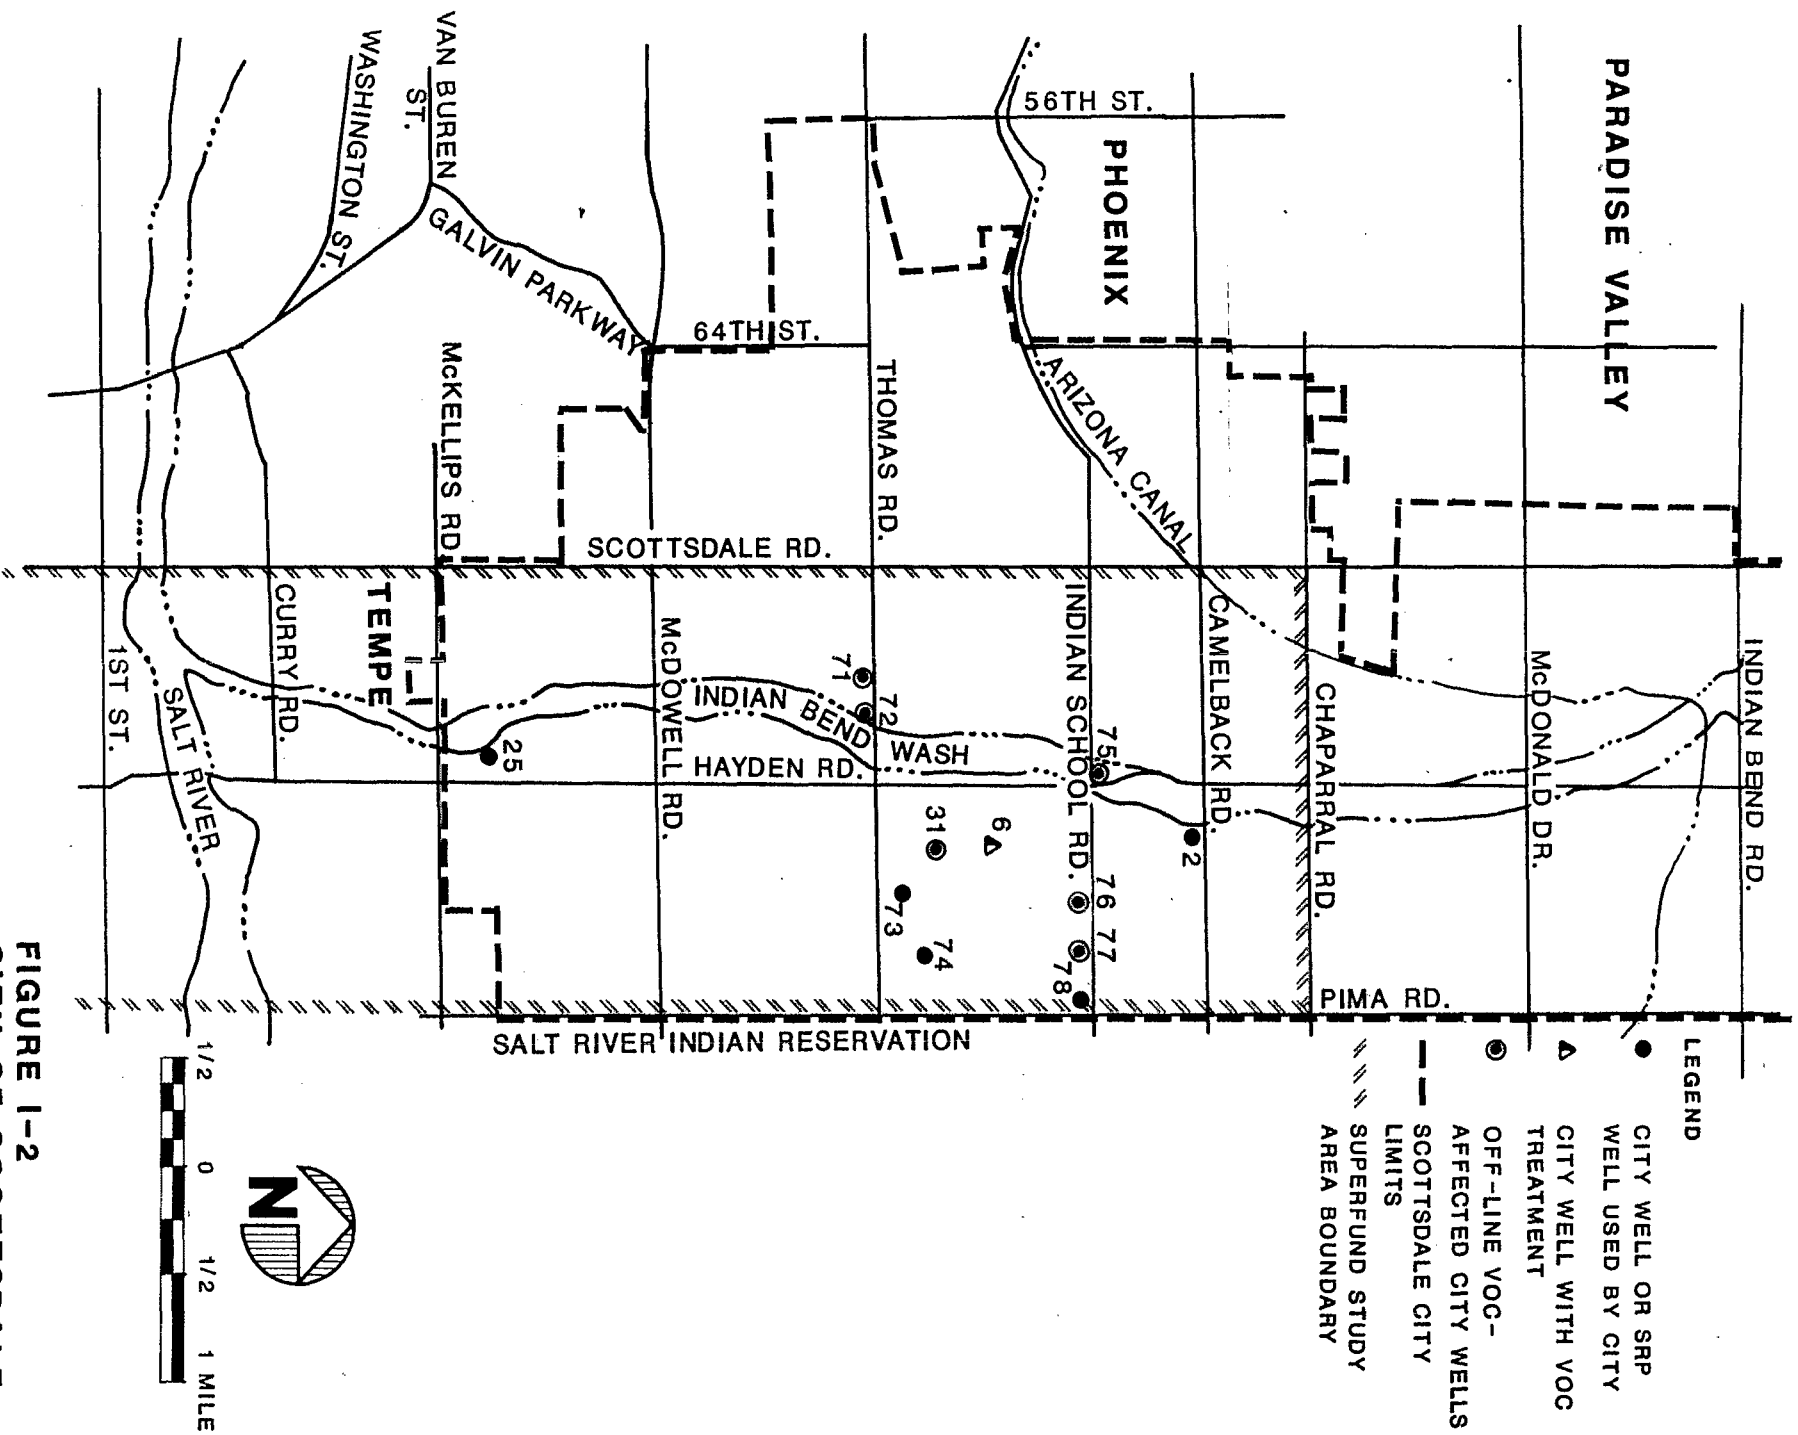 PARADISE VALLEY
PHOENIX
56TH ST.
VAN BUREN
ST.
WASHINGTON ST.
GALVIN PARKWAY
64TH ST.
McKELLIPS RD.
THOMAS RD.
ARIZONA CANAL
SCOTTSDALE RD.
TEMPE
CURRY RD.
1ST ST.
SALT RIVER
McDOWELL RD.
INDIAN BEND WASH
HAYDEN RD.
INDIAN SCHOOL RD.
CAMELBACK RD.
CHAPARRAL RD.
McDONALD DR.
INDIAN BEND RD.
71
72
75
25
31
6
2
73
74
76
77
78
PIMA RD.
SALT RIVER INDIAN RESERVATION
LEGEND
CITY WELL OR SRP
WELL USED BY CITY
CITY WELL WITH VOC
TREATMENT
OFF-LINE VOC-
AFFECTED CITY WELLS
SCOTTSDALE CITY
LIMITS
SUPERFUND STUDY
AREA BOUNDARY
N
1/2 0 1/2 1 MILE
FIGURE I-2